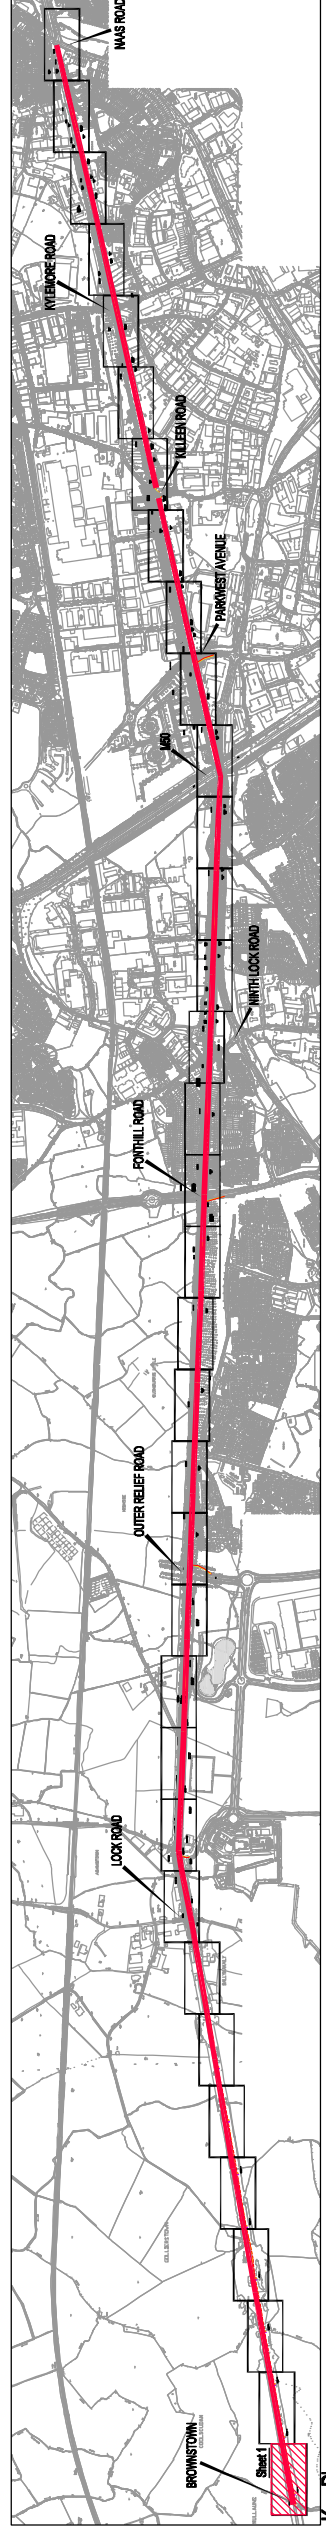 NAAS ROAD
KYLEMORE ROAD
KILLEEN ROAD
PARKWEST AVENUE
M50
NINTH LOCK ROAD
FONTHILL ROAD
OUTER RELIEF ROAD
LOCK ROAD
BROWNSTOWN
Sheet 1